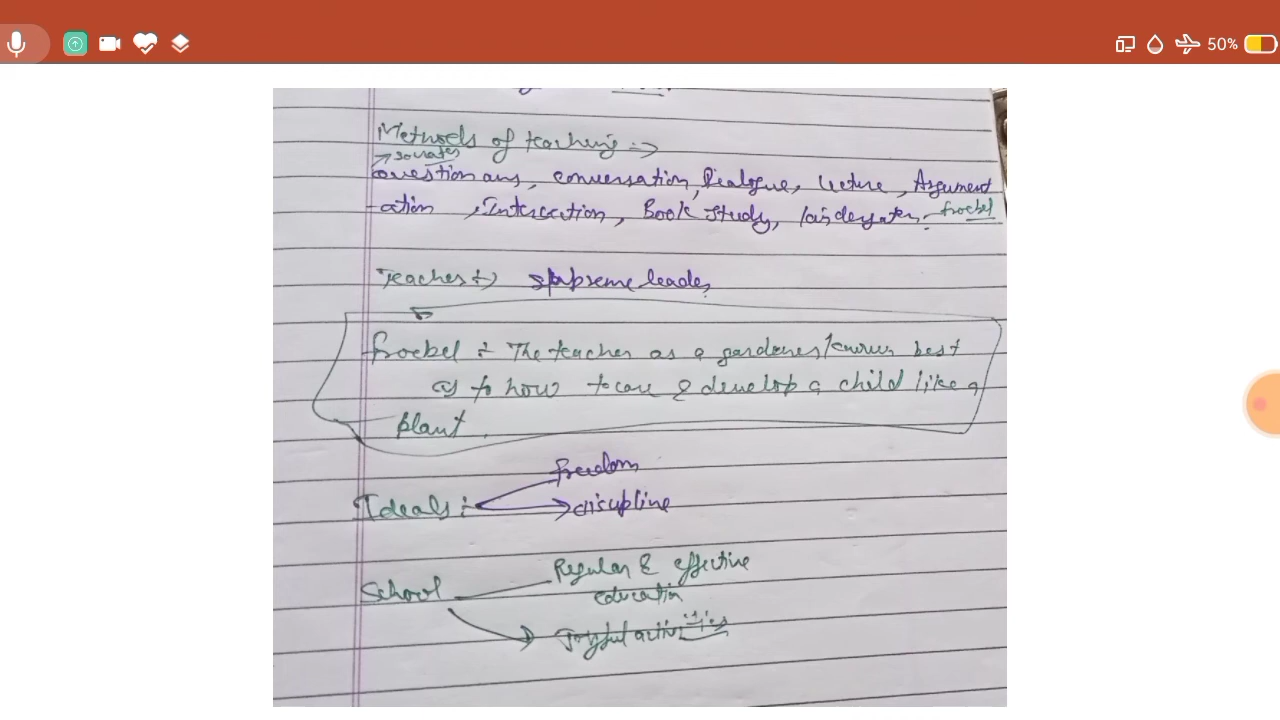 50%
Methods of teaching :->
→ socrates
Question ans, conversation, Dialogue, lecture, Argument
-ation, Interaction, Book Study, kindergaten - froebel
Teacher :-> supreme leader
froebel :- The teacher as a gardener/knows best
as to how to care & develop a child like a
plant.
freedom
Ideals :- → discipline
Regular & effective
School education
→ Joyful activities